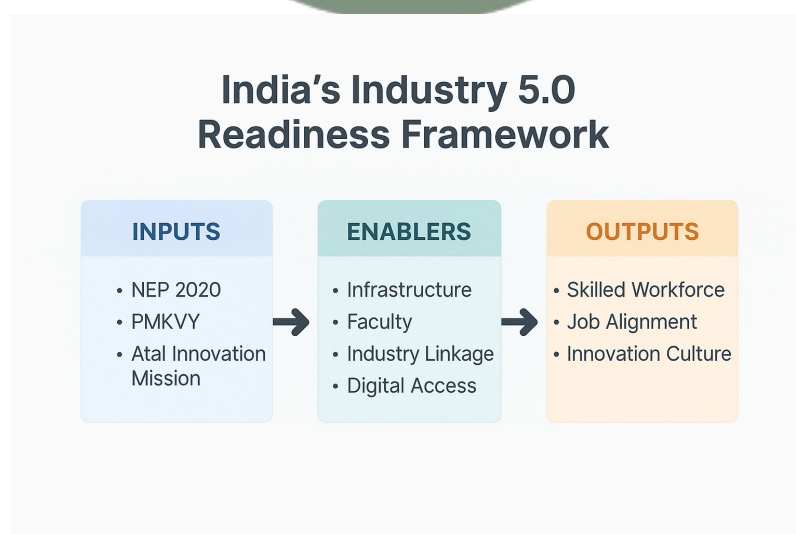 India’s Industry 5.0
Readiness Framework
INPUTS
• NEP 2020
• PMKVY
• Atal Innovation
Mission
ENABLERS
• Infrastructure
• Faculty
• Industry Linkage
• Digital Access
OUTPUTS
• Skilled Workforce
• Job Alignment
• Innovation Culture